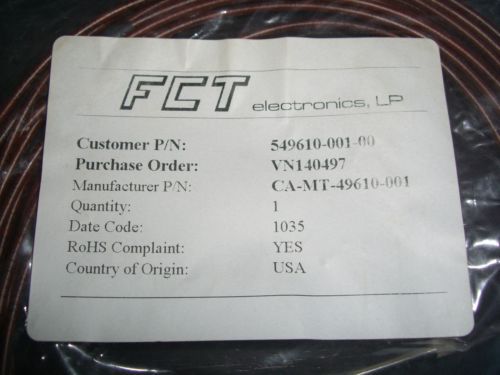 FCT electronics, LP
Customer P/N: 549610-001-00
Purchase Order: VN140497
Manufacturer P/N: CA-MT-49610-001
Quantity: 1
Date Code: 1035
RoHS Complaint: YES
Country of Origin: USA